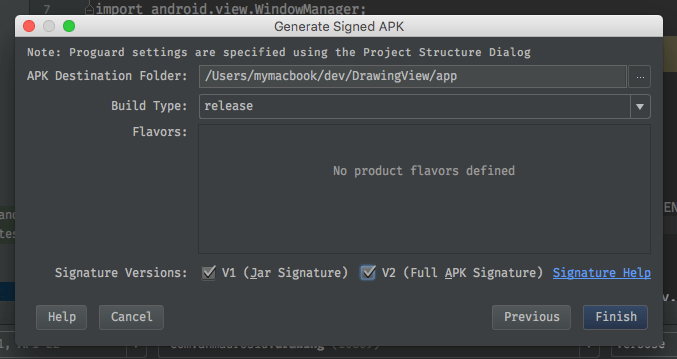 7 import android.view.WindowManager;
Generate Signed APK
Note: Proguard settings are specified using the Project Structure Dialog
APK Destination Folder: /Users/mymacbook/dev/DrawingView/app ...
Build Type: release
Flavors:
No product flavors defined
Signature Versions: V1 (Jar Signature) V2 (Full APK Signature) Signature Help
Help Cancel Previous Finish